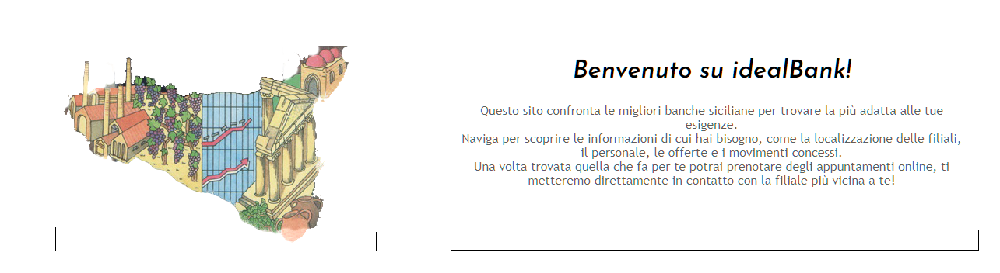 Benvenuto su idealBank!
Questo sito confronta le migliori banche siciliane per trovare la più adatta alle tue
esigenze.
Naviga per scoprire le informazioni di cui hai bisogno, come la localizzazione delle filiali,
il personale, le offerte e i movimenti concessi.
Una volta trovata quella che fa per te potrai prenotare degli appuntamenti online, ti
metteremo direttamente in contatto con la filiale più vicina a te!